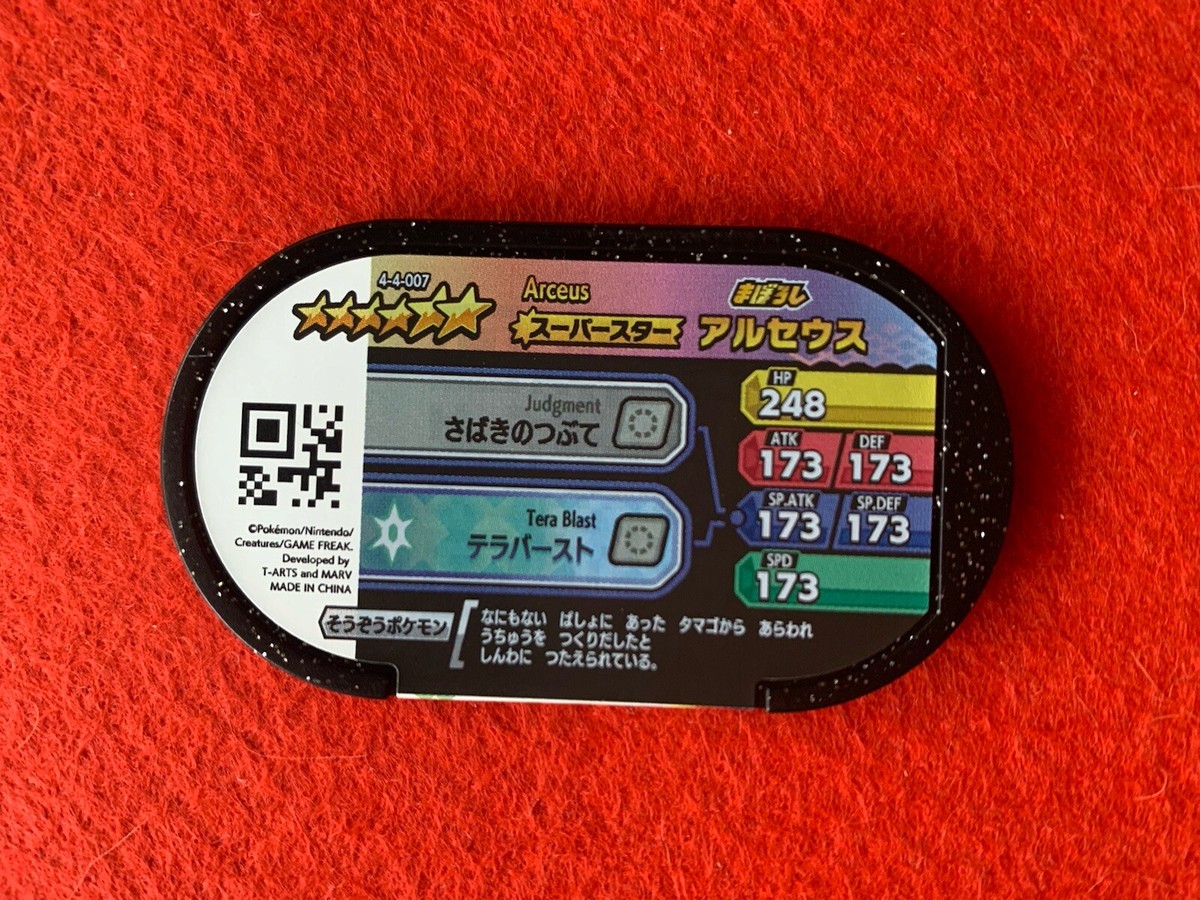 4-4-007
Arceus
まぼろし
スーパースター
アルセウス
Judgment
さばきのつぶて
Tera Blast
テラバースト
HP
248
ATK
173
DEF
173
SP.ATK
173
SP.DEF
173
SPD
173
©Pokémon/Nintendo/
Creatures/GAME FREAK.
Developed by
T-ARTS and MARV
MADE IN CHINA
そうぞうポケモン
なにもない ばしょに あった タマゴから あらわれ
うちゅうを つくりだしたと
しんわに つたえられている。